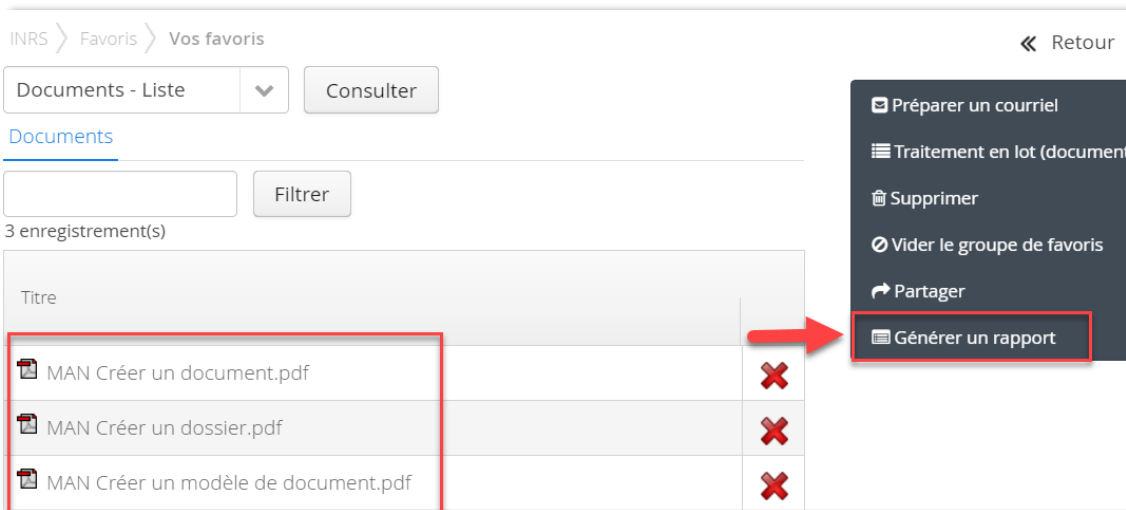 INRS Favoris Vos favoris
Retour
Documents - Liste
Consulter
Documents
Filtrer
3 enregistrement(s)
Titre
MAN Créer un document.pdf
MAN Créer un dossier.pdf
MAN Créer un modèle de document.pdf
Préparer un courriel
Traitement en lot (document
Supprimer
Vider le groupe de favoris
Partager
Générer un rapport